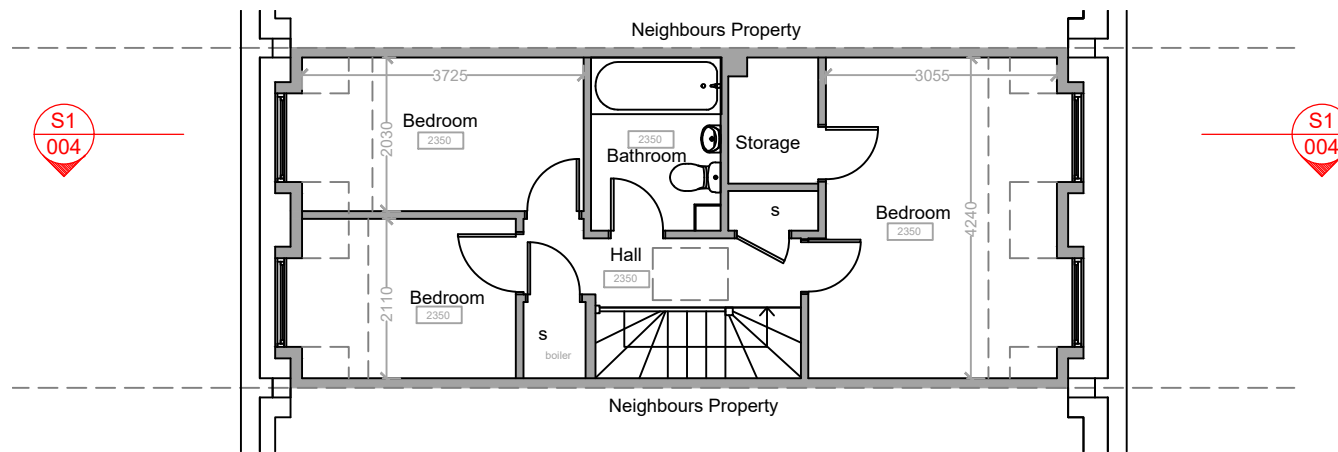 Neighbours Property
3725
3055
S1
004
S1
004
Bedroom
2350
2350
Bathroom
Storage
2030
s
Bedroom
2350
4240
Hall
2350
2110
Bedroom
2350
s
boiler
Neighbours Property